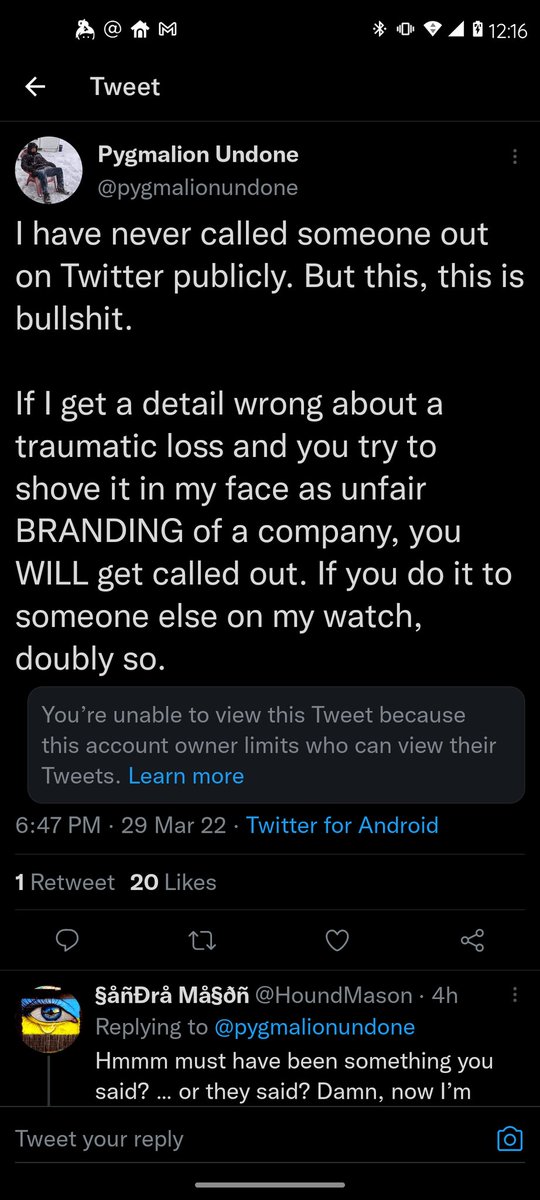 12:16
Tweet
Pygmalion Undone
@pygmalionundone
I have never called someone out
on Twitter publicly. But this, this is
bullshit.
If I get a detail wrong about a
traumatic loss and you try to
shove it in my face as unfair
BRANDING of a company, you
WILL get called out. If you do it to
someone else on my watch,
doubly so.
You’re unable to view this Tweet because
this account owner limits who can view their
Tweets. Learn more
6:47 PM · 29 Mar 22 · Twitter for Android
1 Retweet 20 Likes
§åñÐrå Må§ðñ @HoundMason · 4h
Replying to @pygmalionundone
Hmmm must have been something you
said? ... or they said? Damn, now I’m
Tweet your reply